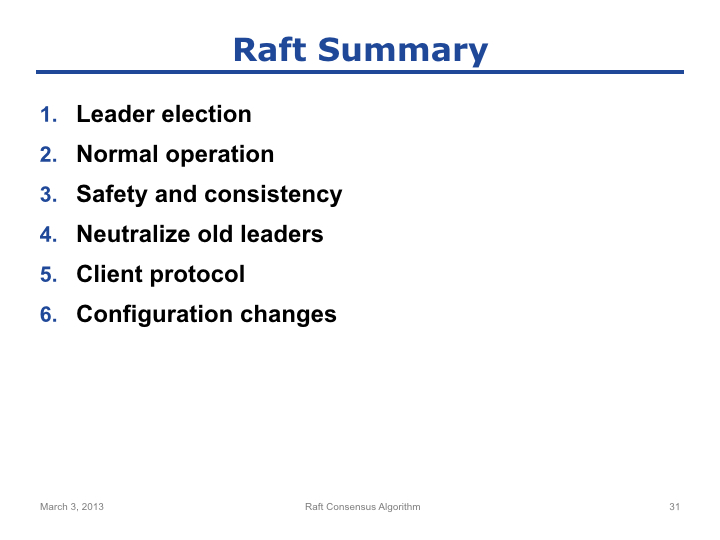 Raft Summary
1. Leader election
2. Normal operation
3. Safety and consistency
4. Neutralize old leaders
5. Client protocol
6. Configuration changes
March 3, 2013
Raft Consensus Algorithm
31